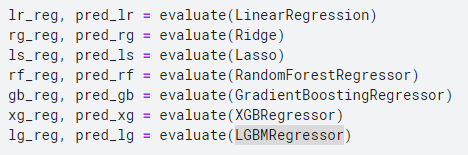 lr_reg, pred_lr = evaluate(LinearRegression)
rg_reg, pred_rg = evaluate(Ridge)
ls_reg, pred_ls = evaluate(Lasso)
rf_reg, pred_rf = evaluate(RandomForestRegressor)
gb_reg, pred_gb = evaluate(GradientBoostingRegressor)
xg_reg, pred_xg = evaluate(XGBRegressor)
lg_reg, pred_lg = evaluate(LGBMRegressor)